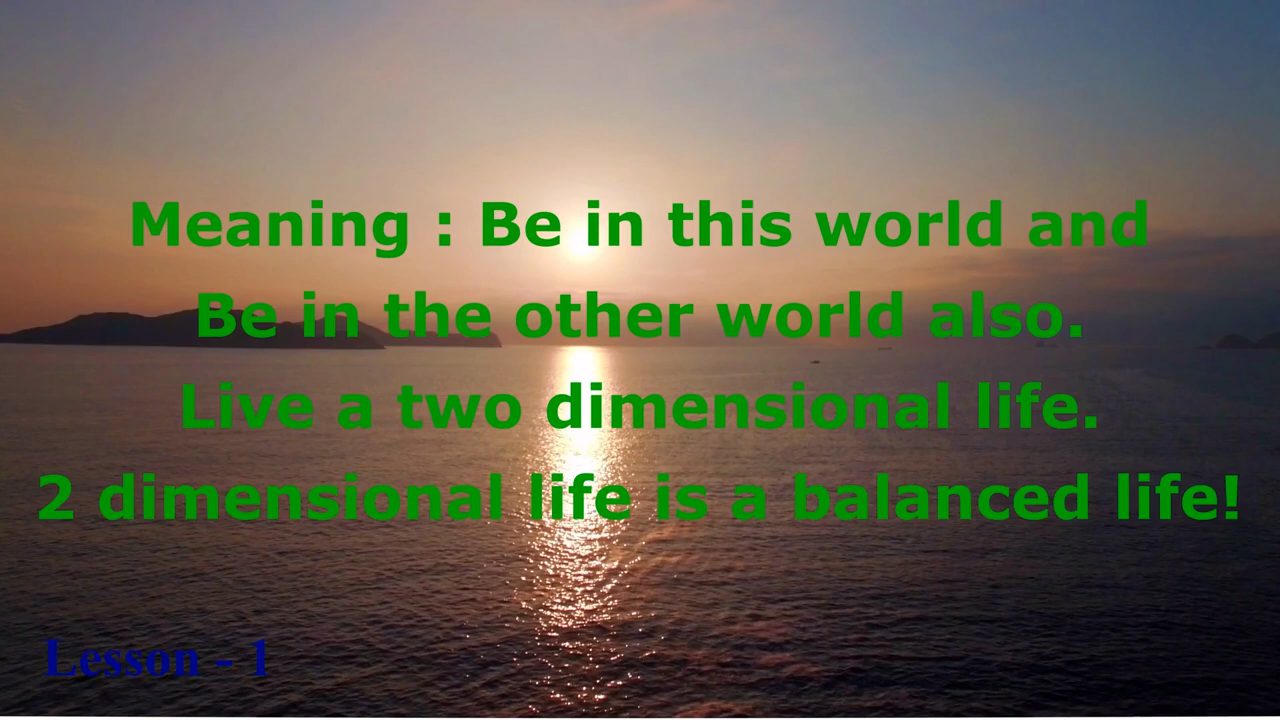 Meaning : Be in this world and
Be in the other world also.
Live a two dimensional life.
2 dimensional life is a balanced life!
Lesson - 1